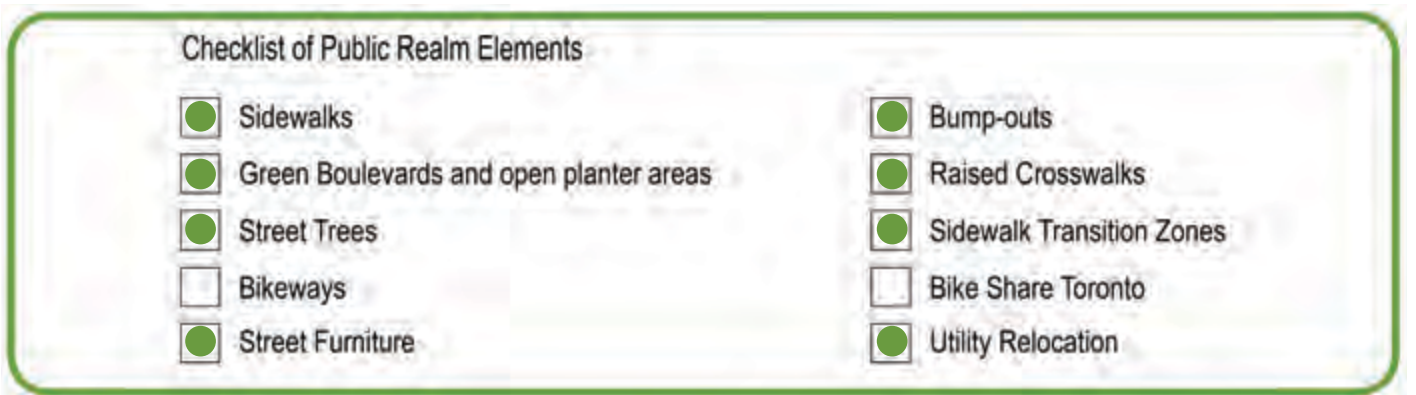 Checklist of Public Realm Elements
Sidewalks
Green Boulevards and open planter areas
Street Trees
Bikeways
Street Furniture
Bump-outs
Raised Crosswalks
Sidewalk Transition Zones
Bike Share Toronto
Utility Relocation